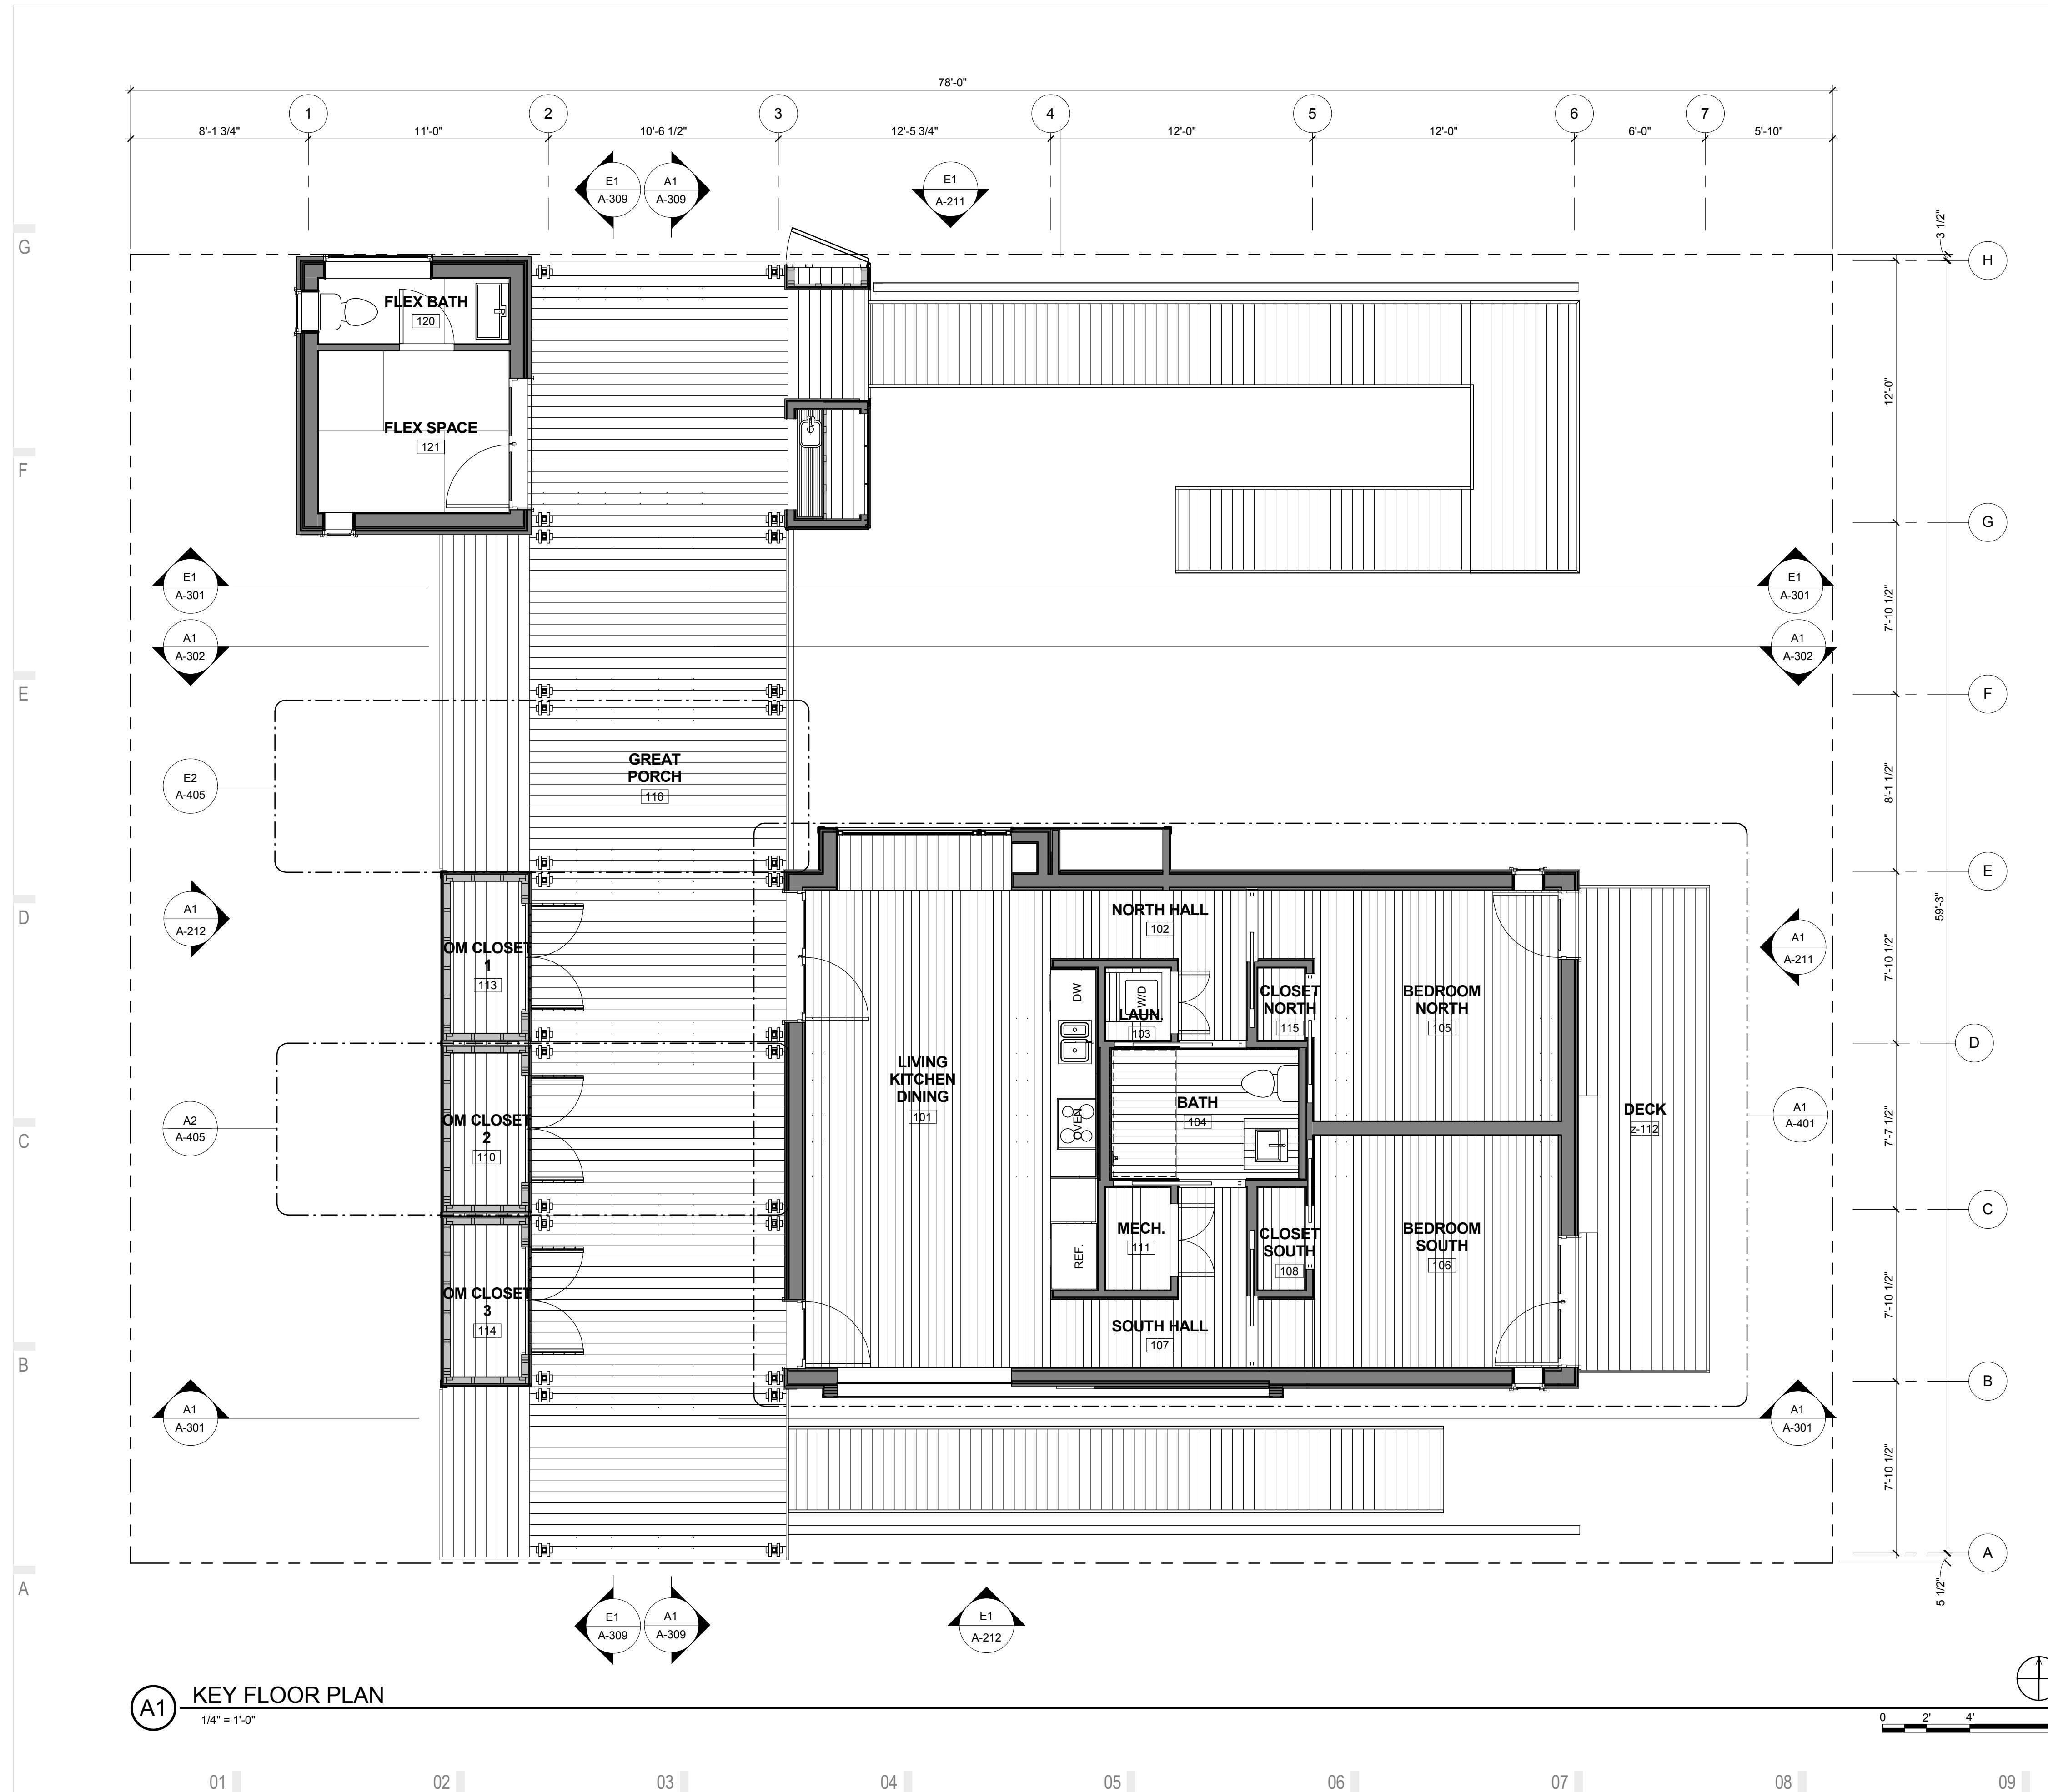 78'-0"
1
2
3
4
5
6
7
8'-1 3/4"
11'-0"
10'-6 1/2"
12'-5 3/4"
12'-0"
12'-0"
6'-0"
5'-10"
E1
A-309
A1
A-309
E1
A-211
3 1/2"
G
H
FLEX BATH
120
12'-0"
FLEX SPACE
121
F
G
E1
A-301
E1
A-301
7'-10 1/2"
A1
A-302
A1
A-302
E
F
GREAT
PORCH
116
E2
A-405
8'-1 1/2"
E
D
A1
A-212
NORTH HALL
102
A1
A-211
59'-3"
7'-10 1/2"
OM CLOSET
1
113
DW
W/D
LAUN.
103
CLOSET
NORTH
115
BEDROOM
NORTH
105
D
LIVING
KITCHEN
DINING
101
OVEN
BATH
104
DECK
z-112
A1
A-401
7'-7 1/2"
C
A2
A-405
OM CLOSET
2
110
C
REF.
MECH.
111
CLOSET
SOUTH
108
BEDROOM
SOUTH
106
7'-10 1/2"
OM CLOSET
3
114
SOUTH HALL
107
B
B
A1
A-301
A1
A-301
7'-10 1/2"
A
A
5 1/2"
E1
A-309
A1
A-309
E1
A-212
A1
KEY FLOOR PLAN
1/4" = 1'-0"
0 2' 4'
01 02 03 04 05 06 07 08 09